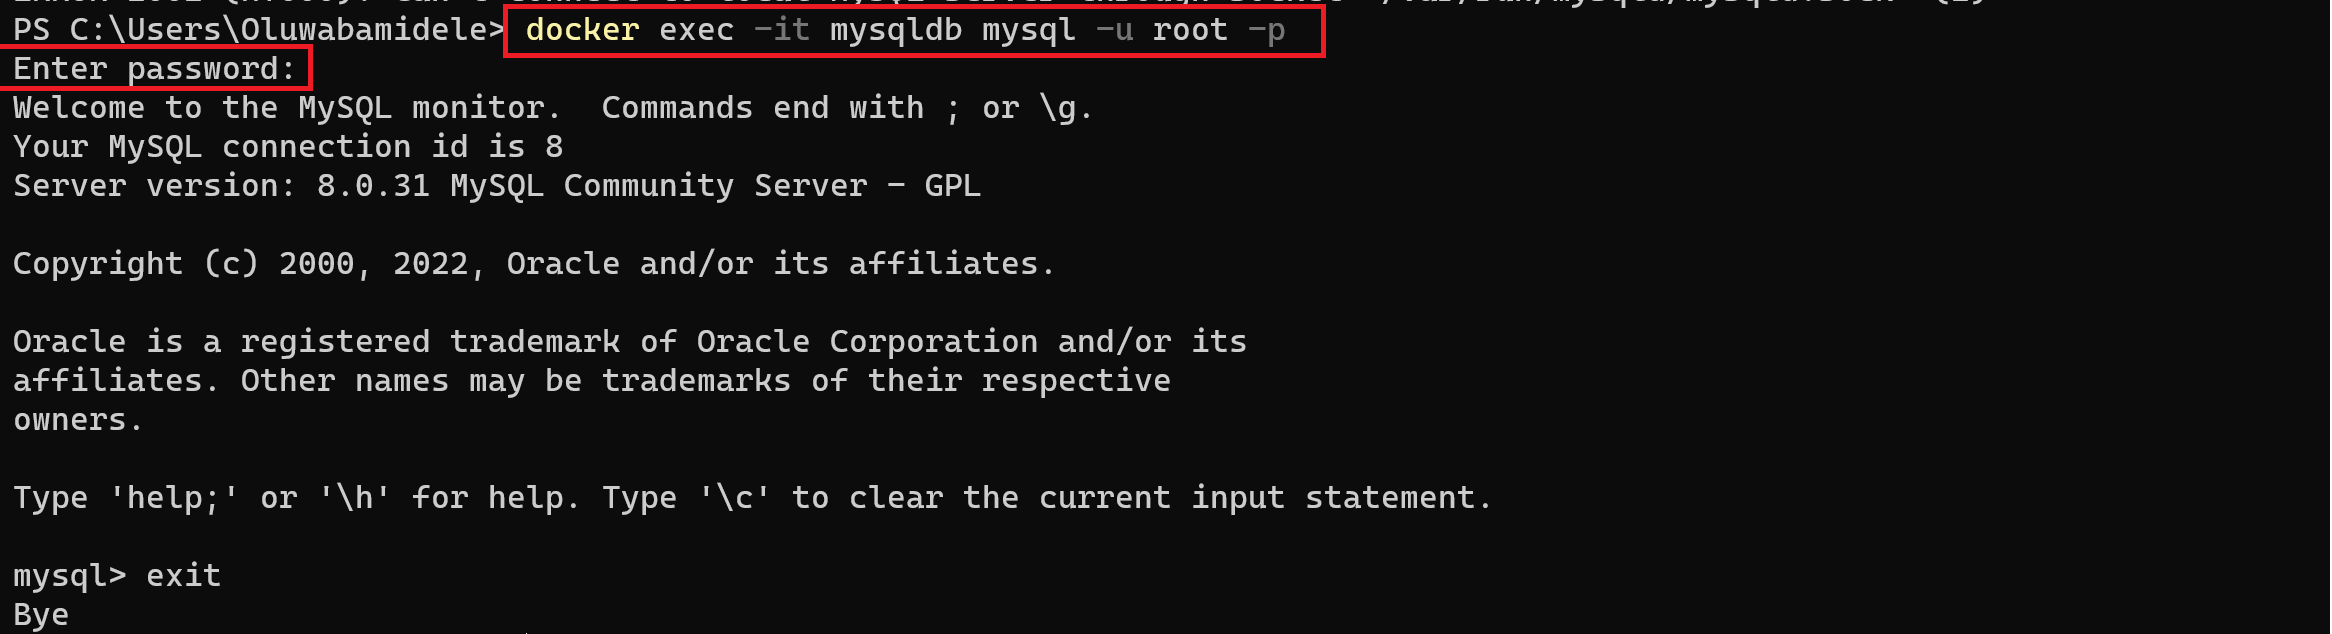 PS C:\Users\Oluwabamidele> docker exec -it mysqldb mysql -u root -p
Enter password:
Welcome to the MySQL monitor.  Commands end with ; or \g.
Your MySQL connection id is 8
Server version: 8.0.31 MySQL Community Server - GPL
Copyright (c) 2000, 2022, Oracle and/or its affiliates.
Oracle is a registered trademark of Oracle Corporation and/or its
affiliates. Other names may be trademarks of their respective
owners.
Type 'help;' or '\h' for help. Type '\c' to clear the current input statement.
mysql> exit
Bye